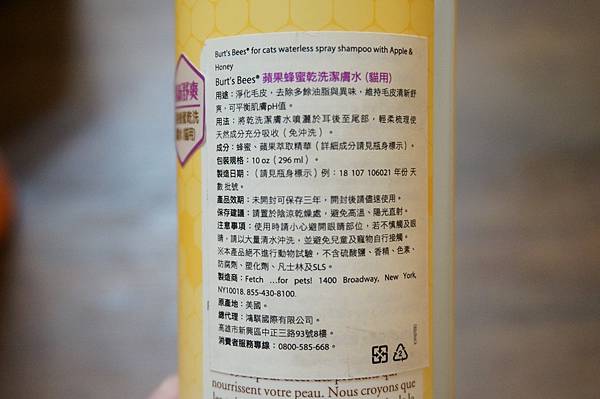 Burt's Bees® for cats waterless spray shampoo with Apple &
Honey
Burt's Bees® 蘋果蜂蜜乾洗潔膚水 (貓用)
用途：淨化毛皮，去除多餘油脂與異味，維持毛皮清新舒
爽，可平衡肌膚pH值。
用法：將乾洗潔膚水噴灑於耳後至尾部，輕柔梳理使
天然成分充分吸收（免沖洗）。
成分：蜂蜜、蘋果萃取精華（詳細成分請見瓶身標示）。
包裝規格：10 oz（296 ml）。
製造日期：（請見瓶身標示）例：18 107 106021 年份天
數批號。
產品效期：未開封可保存三年，開封後請儘速使用。
保存建議：請置於陰涼乾燥處，避免高溫、陽光直射。
注意事項：使用時請小心避開眼睛部位，若不慎觸及眼
睛，請以大量清水沖洗，並避免兒童及寵物自行接觸。
※本產品絕不進行動物試驗，不含硫酸鹽、香精、色素、
防腐劑、塑化劑、凡士林及SLS。
製造商：Fetch …for pets! 1400 Broadway, New York,
NY10018. 855-430-8100.
原產地：美國。
總代理：鴻騏國際有限公司。
高雄市新興區中正三路93號8樓。
消費者服務專線：0800-585-668。
爽
乾洗
(貓用)
nourrissent votre peau. Nous croyons que